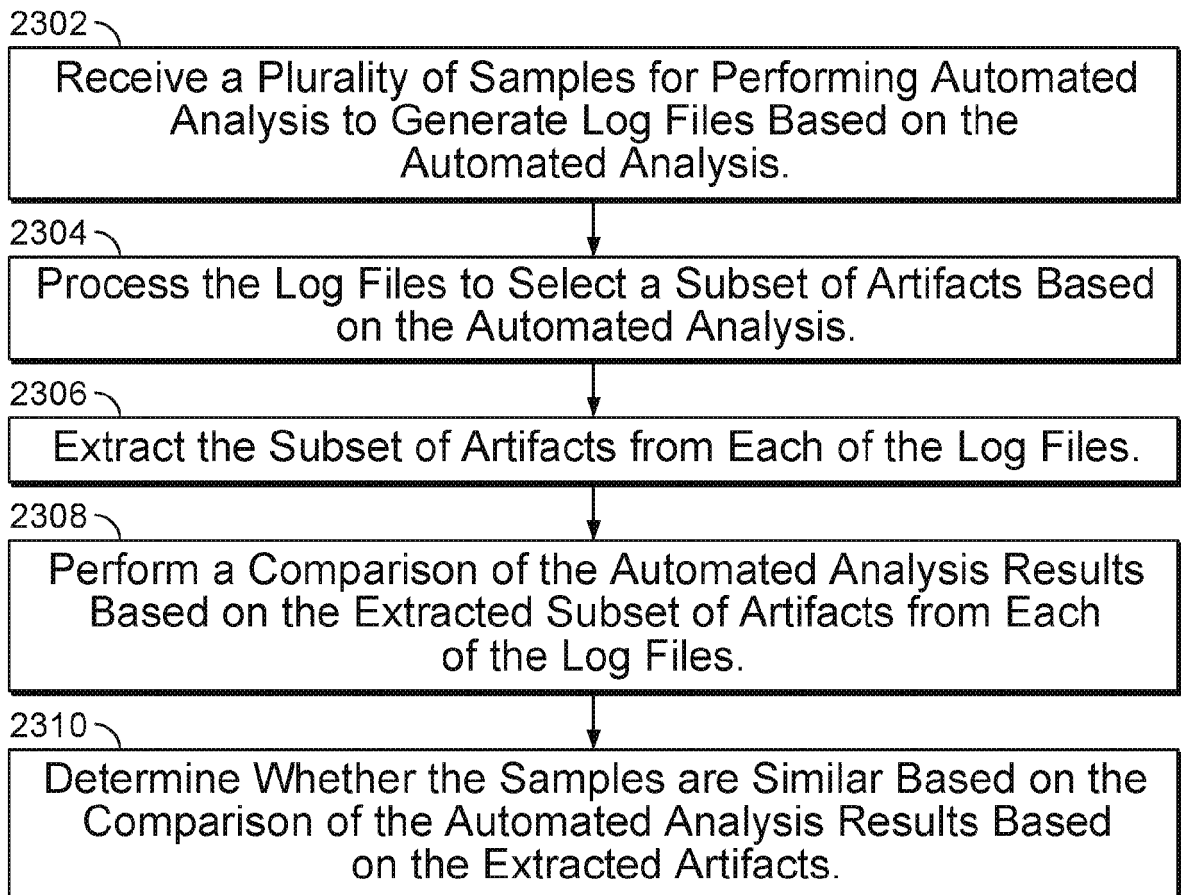 2302
Receive a Plurality of Samples for Performing Automated
Analysis to Generate Log Files Based on the
Automated Analysis.
2304
Process the Log Files to Select a Subset of Artifacts Based
on the Automated Analysis.
2306
Extract the Subset of Artifacts from Each of the Log Files.
2308
Perform a Comparison of the Automated Analysis Results
Based on the Extracted Subset of Artifacts from Each
of the Log Files.
2310
Determine Whether the Samples are Similar Based on the
Comparison of the Automated Analysis Results Based
on the Extracted Artifacts.